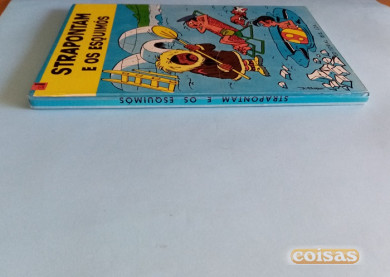 STRAPONTAM
E OS ESQUIMÓS
STRAPONTAM E OS ESQUIMÓS
coisas